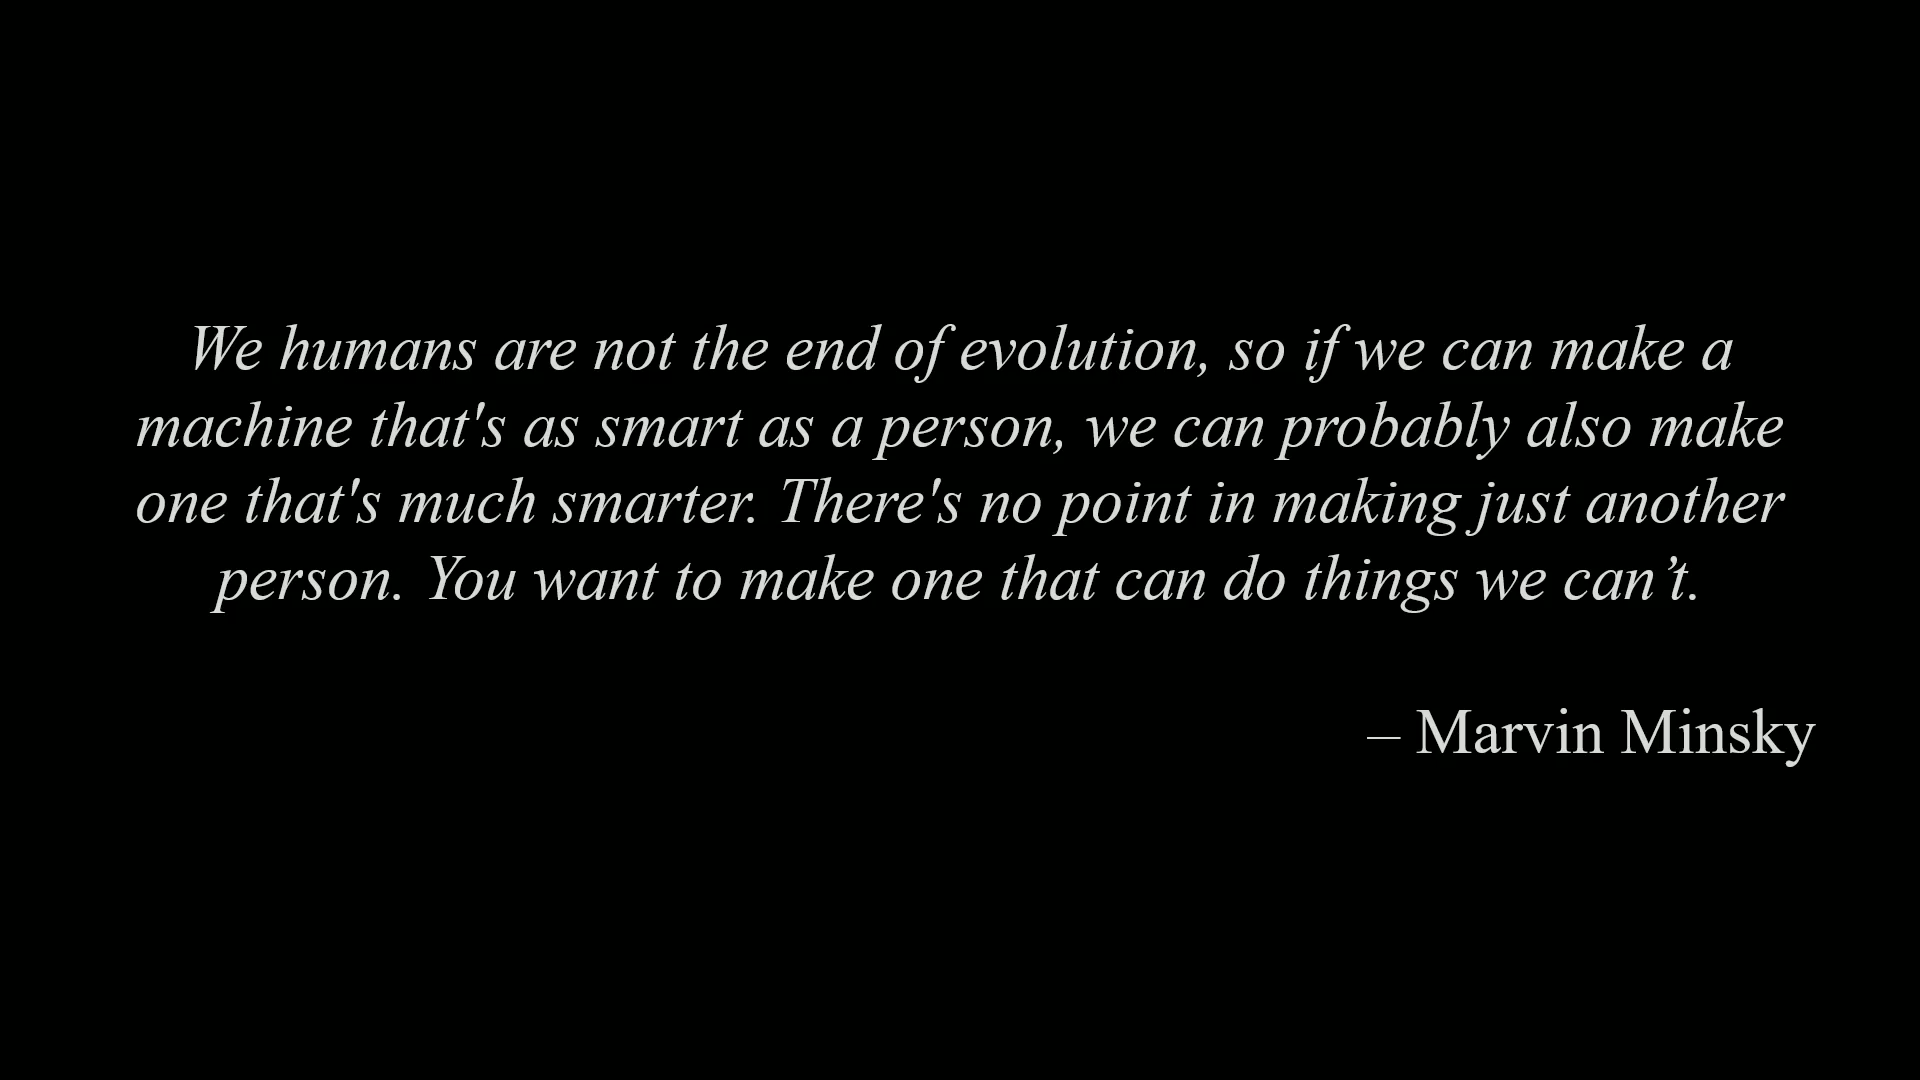 We humans are not the end of evolution, so if we can make a
machine that's as smart as a person, we can probably also make
one that's much smarter. There's no point in making just another
person. You want to make one that can do things we can’t.
– Marvin Minsky